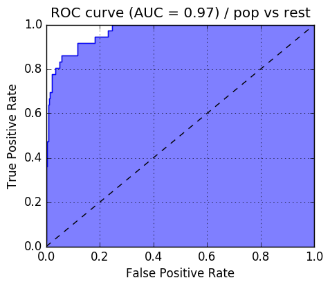 ROC curve (AUC = 0.97) / pop vs rest
1.0
0.8
0.6
0.4
0.2
0.0
True Positive Rate
0.0 0.2 0.4 0.6 0.8 1.0
False Positive Rate